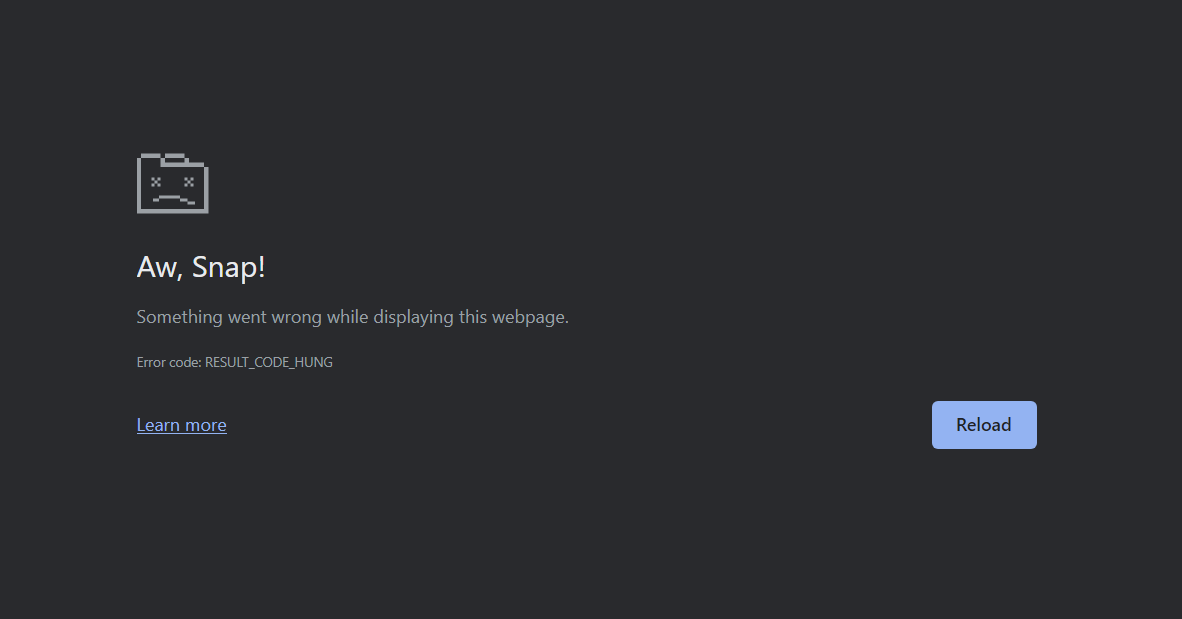 Aw, Snap!
Something went wrong while displaying this webpage.
Error code: RESULT_CODE_HUNG
Learn more
Reload